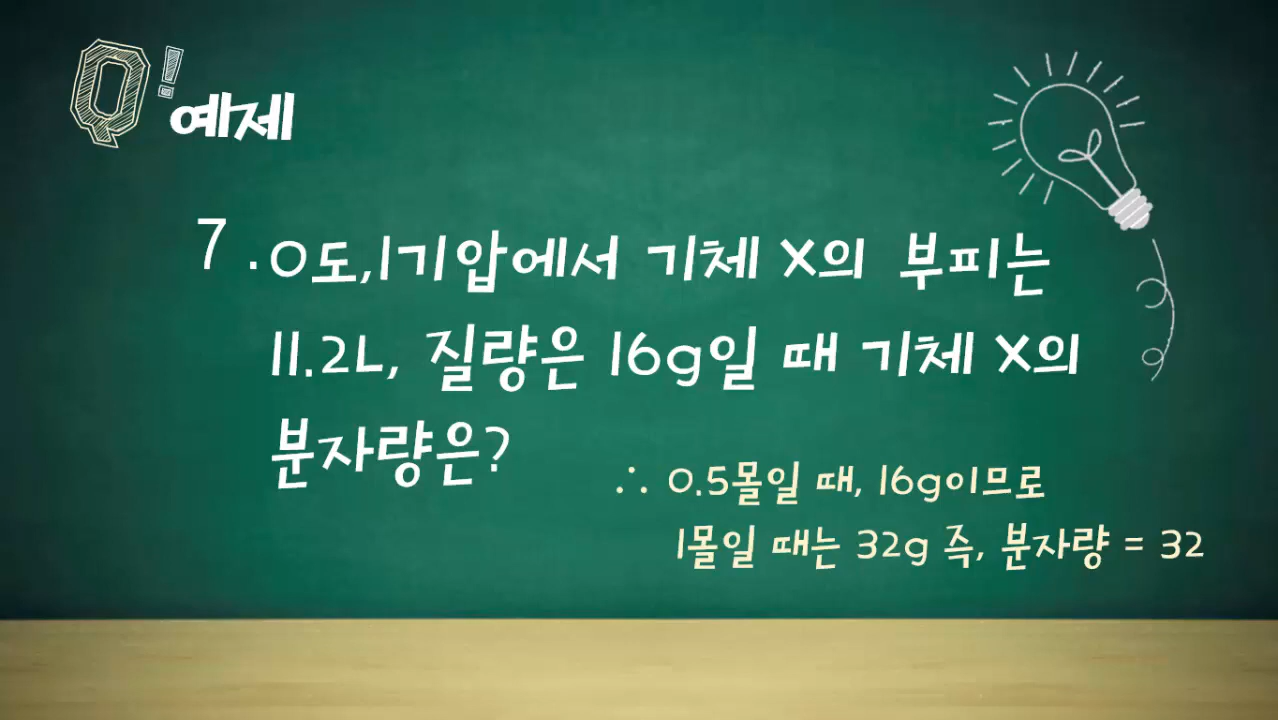 Q! 예제
7. 0도, 1기압에서 기체 X의 부피는
11.2L, 질량은 16g일 때 기체 X의
분자량은?
∴ 0.5몰일 때, 16g이므로
1몰일 때는 32g 즉, 분자량 = 32